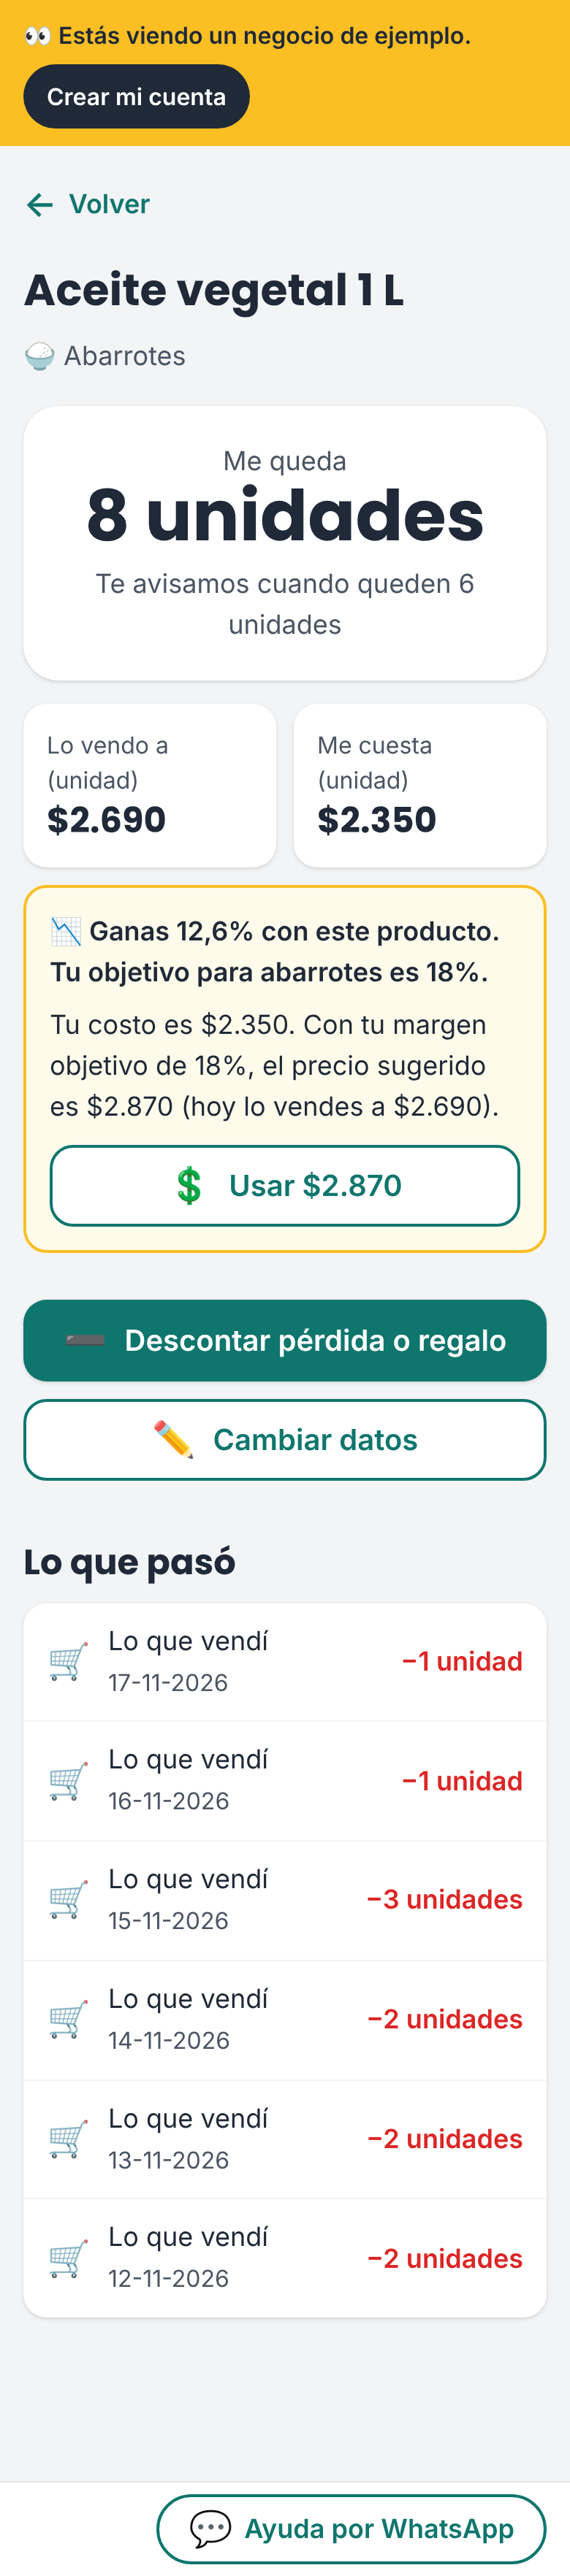 👀 Estás viendo un negocio de ejemplo.
Crear mi cuenta
← Volver
Aceite vegetal 1 L
🍚 Abarrotes
Me queda
8 unidades
Te avisamos cuando queden 6
unidades
Lo vendo a
(unidad)
$2.690
Me cuesta
(unidad)
$2.350
📉 Ganas 12,6% con este producto.
Tu objetivo para abarrotes es 18%.
Tu costo es $2.350. Con tu margen
objetivo de 18%, el precio sugerido
es $2.870 (hoy lo vendes a $2.690).
💲 Usar $2.870
➖ Descontar pérdida o regalo
✏️ Cambiar datos
Lo que pasó
🛒 Lo que vendí
17-11-2026
−1 unidad
🛒 Lo que vendí
16-11-2026
−1 unidad
🛒 Lo que vendí
15-11-2026
−3 unidades
🛒 Lo que vendí
14-11-2026
−2 unidades
🛒 Lo que vendí
13-11-2026
−2 unidades
🛒 Lo que vendí
12-11-2026
−2 unidades
💬 Ayuda por WhatsApp